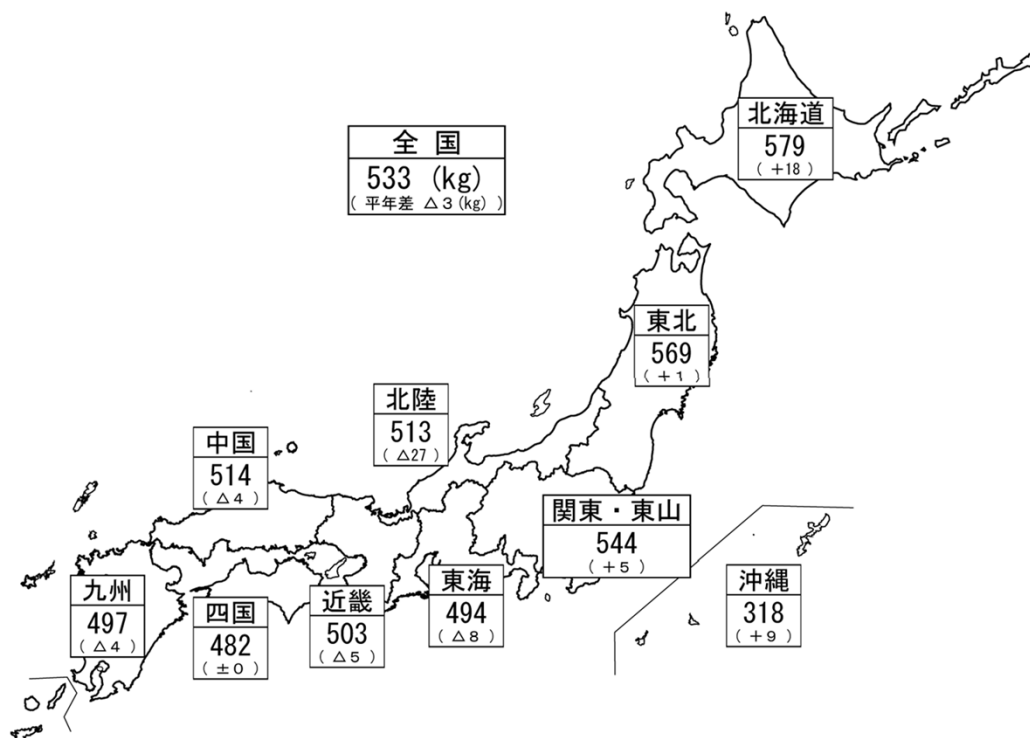 北海道
579
( +18 )
全 国
533 (kg)
( 平年差 △3(kg) )
東北
569
( +1 )
北陸
513
( △27 )
中国
514
( △4 )
関東・東山
544
( +5 )
九州
497
( △4 )
四国
482
( ±0 )
近畿
503
( △5 )
東海
494
( △8 )
沖縄
318
( +9 )